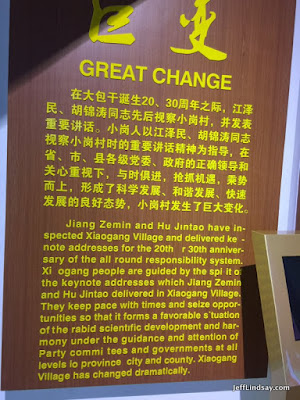 巨变
GREAT CHANGE
在大包干诞生20、30周年之际，江泽
民、胡锦涛同志先后视察小岗村，并发表
重要讲话。小岗人以江泽民、胡锦涛同志
视察小岗村时的重要讲话精神为指导，在
省、市、县各级党委、政府的正确领导和
关心重视下，与时俱进，抢抓机遇，乘势
而上，形成了科学发展、和谐发展、快速
发展的良好态势，小岗村发生了巨大变化。
Jiang Zemin and Hu Jintao have in-
spected Xiaogang Village and delivered ke -
note addresses for the 20th  r 30th annive-
sary of the all round responsibility system.
Xi ogang people are guided by the spi it o
the keynote addresses which Jiang Zemin
and Hu Jintao delivered in Xiaogang Village.
They keep pace with times and seize oppor-
tunities so that it forms a favorable s tuation
of the rabid scientific development and har-
mony under the guidance and attention of
Party commi tees and governments at all
levels io province  city and county. Xiaogang
Village has changed dramatically.
JeffLindsay.com